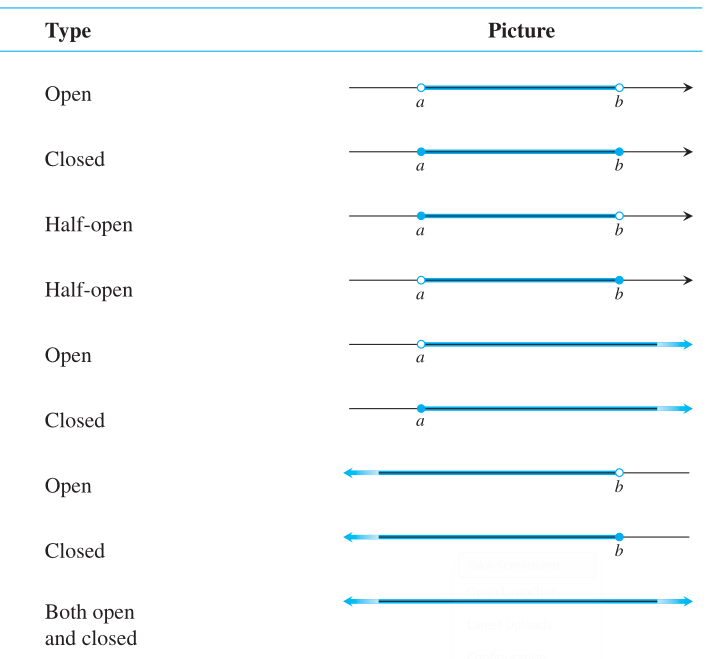 Type Picture
Open
a b
Closed
a b
Half-open
a b
Half-open
a b
Open
a
Closed
a
Open
b
Closed
b
Both open
and closed